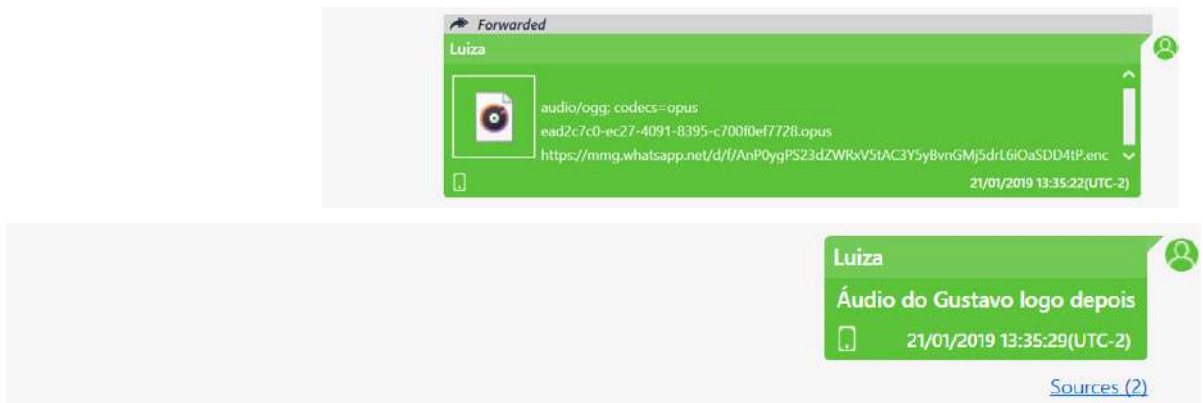 Forwarded
Luiza
audio/ogg; codecs=opus
ead2c7c0-ec27-4091-8395-c700f0ef7728.opus
https://mmg.whatsapp.net/d/f/AnP0ygPS23dZWRxV5tAC3Y5yBvnGMj5drL6iOaSDD4tP.enc
21/01/2019 13:35:22(UTC-2)
Luiza
Áudio do Gustavo logo depois
21/01/2019 13:35:29(UTC-2)
Sources (2)